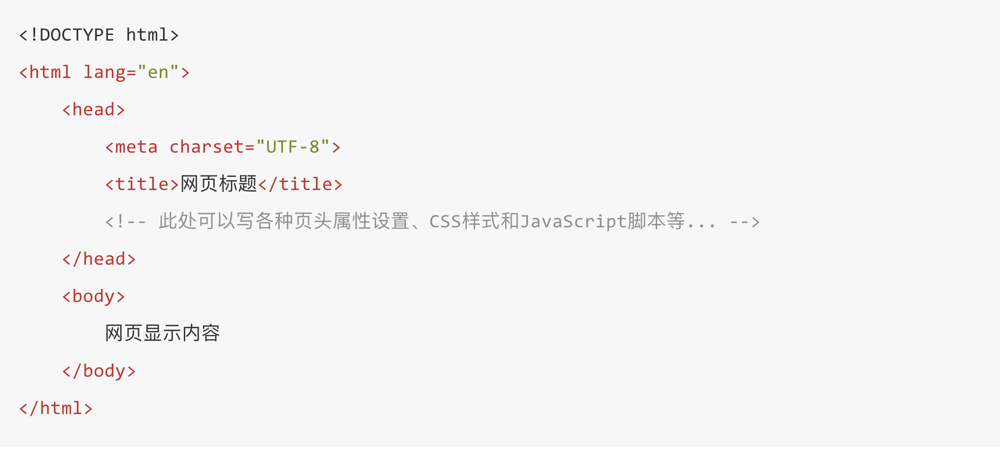 <!DOCTYPE html>
<html lang="en">
    <head>
        <meta charset="UTF-8">
        <title>网页标题</title>
        <!-- 此处可以写各种页头属性设置、CSS样式和JavaScript脚本等... -->
    </head>
    <body>
        网页显示内容
    </body>
</html>